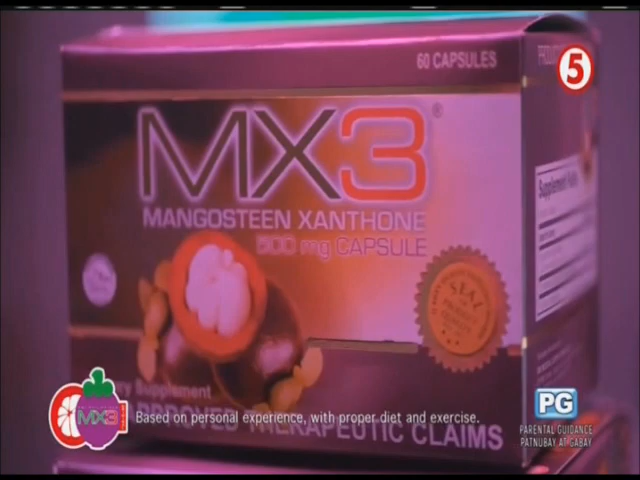 60 CAPSULES
5
MX3®
MANGOSTEEN XANTHONE
500 mg CAPSULE
Supplement Facts
SEAL
Supplement
THERAPEUTIC CLAIMS
MX3
Based on personal experience, with proper diet and exercise.
PG
PARENTAL GUIDANCE
PATNUBAY AT GABAY